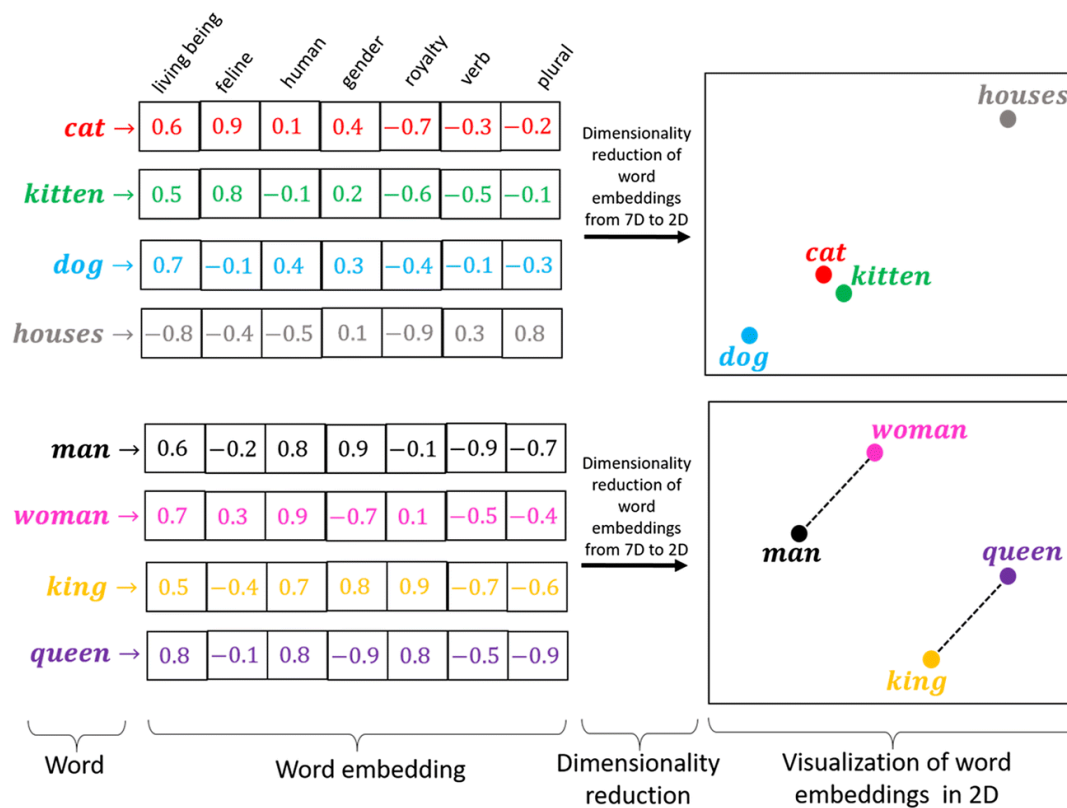 living being feline human gender royalty verb plural
cat → 0.6 0.9 0.1 0.4 −0.7 −0.3 −0.2
kitten → 0.5 0.8 −0.1 0.2 −0.6 −0.5 −0.1
dog → 0.7 −0.1 0.4 0.3 −0.4 −0.1 −0.3
houses → −0.8 −0.4 −0.5 0.1 −0.9 0.3 0.8
Dimensionality
reduction of
word
embeddings
from 7D to 2D
houses
cat
kitten
dog
man → 0.6 −0.2 0.8 0.9 −0.1 −0.9 −0.7
woman → 0.7 0.3 0.9 −0.7 0.1 −0.5 −0.4
king → 0.5 −0.4 0.7 0.8 0.9 −0.7 −0.6
queen → 0.8 −0.1 0.8 −0.9 0.8 −0.5 −0.9
Dimensionality
reduction of
word
embeddings
from 7D to 2D
woman
man
queen
king
Word
Word embedding
Dimensionality
reduction
Visualization of word
embeddings in 2D